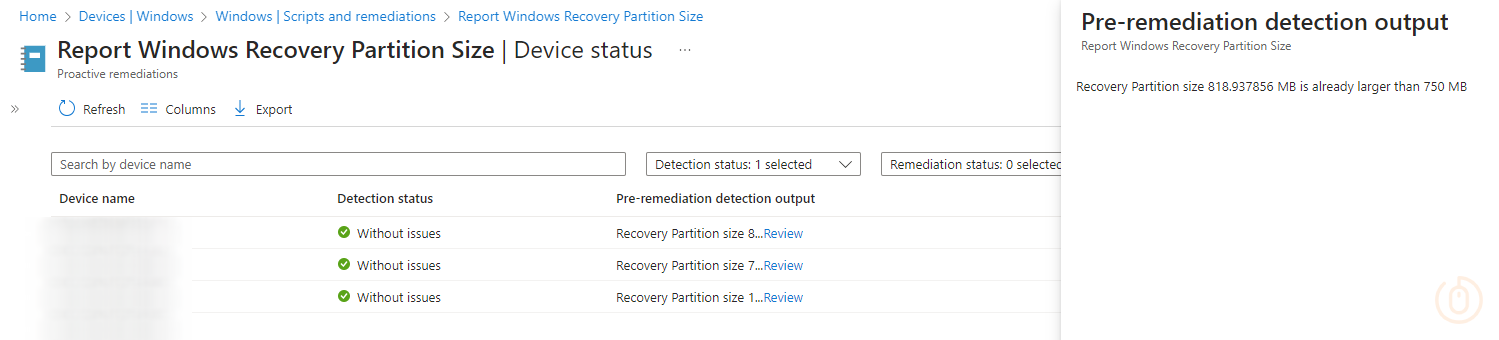 Home > Devices | Windows > Windows | Scripts and remediations > Report Windows Recovery Partition Size
Report Windows Recovery Partition Size | Device status ...
Proactive remediations
Refresh Columns Export
Search by device name
Detection status: 1 selected
Remediation status: 0 selected
Device name Detection status Pre-remediation detection output
Without issues Recovery Partition size 8...Review
Without issues Recovery Partition size 7...Review
Without issues Recovery Partition size 1...Review
Pre-remediation detection output
Report Windows Recovery Partition Size
Recovery Partition size 818.937856 MB is already larger than 750 MB